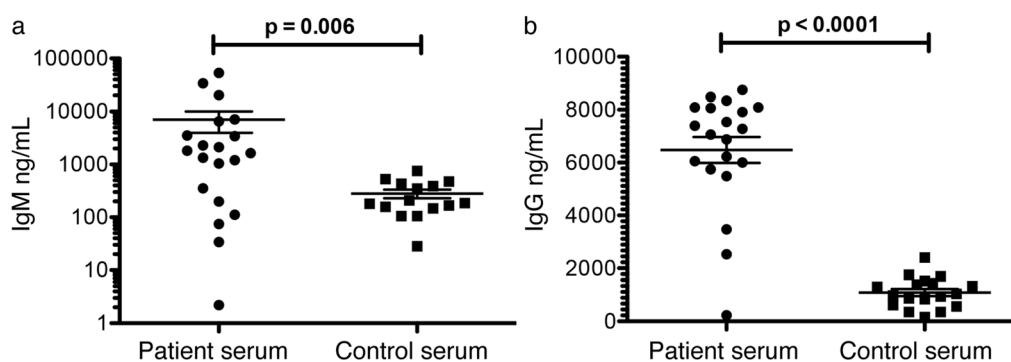 a
p = 0.006
IgM ng/mL
100000
10000
1000
100
10
1
Patient serum
Control serum
b
p < 0.0001
IgG ng/mL
10000
8000
6000
4000
2000
0
Patient serum
Control serum